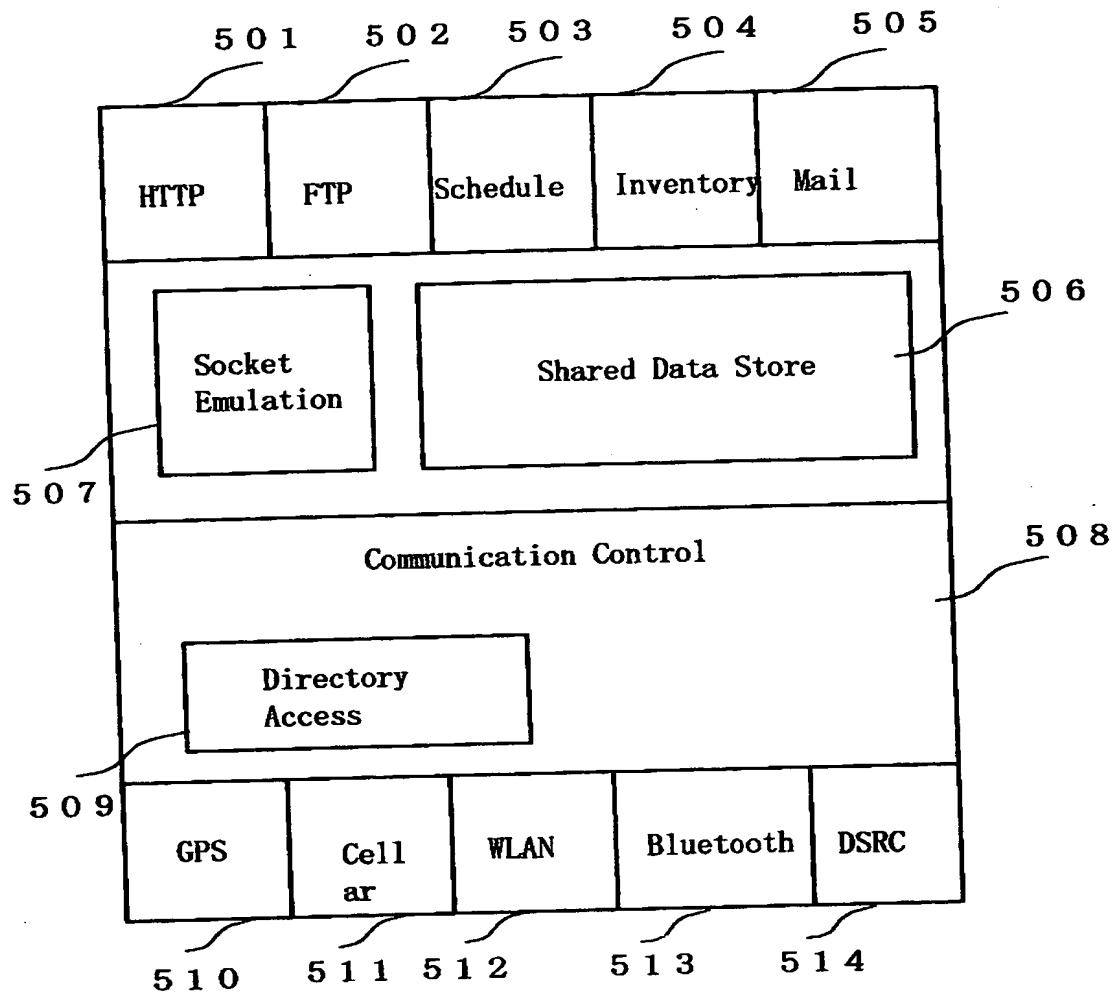 501 502 503 504 505
HTTP FTP Schedule Inventory Mail
506
Socket
Emulation
Shared Data Store
507
508
Communication Control
Directory
Access
509
GPS
Cell
ar
WLAN
Bluetooth
DSRC
510 511 512 513 514